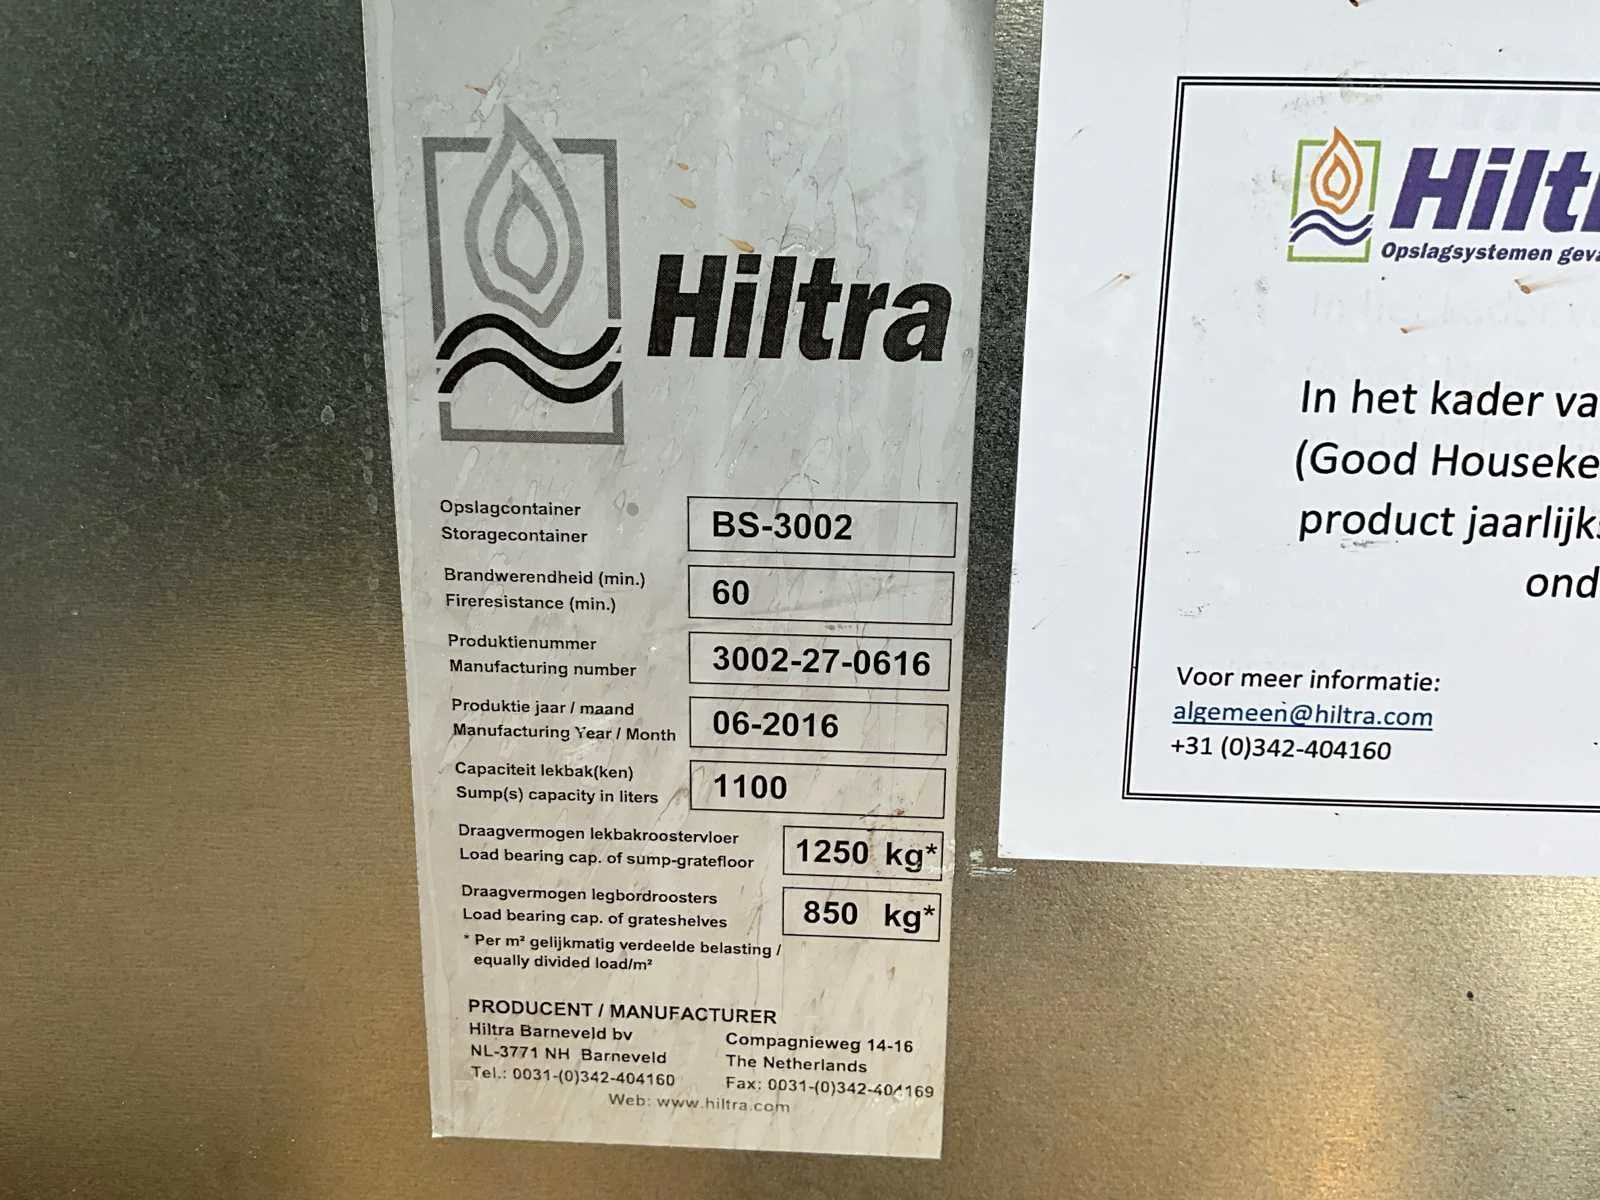 Hiltra
Opslagcontainer
Storagecontainer
BS-3002
Brandwerendheid (min.)
Fireresistance (min.)
60
Produktienummer
Manufacturing number
3002-27-0616
Produktie jaar / maand
Manufacturing Year / Month
06-2016
Capaciteit lekbak(ken)
Sump(s) capacity in liters
1100
Draagvermogen lekbakroostervloer
Load bearing cap. of sump-gratefloor
1250 kg*
Draagvermogen legbordroosters
Load bearing cap. of grateshelves
850 kg*
* Per m² gelijkmatig verdeelde belasting /
equally divided load/m²
PRODUCENT / MANUFACTURER
Hiltra Barneveld bv
NL-3771 NH Barneveld
Tel.: 0031-(0)342-404160
Compagnieweg 14-16
The Netherlands
Fax: 0031-(0)342-404169
Web: www.hiltra.com
Hilt
Opslagsystemen geva
In het kader va
(Good Houseke
product jaarlijks
ond
Voor meer informatie:
algemeen@hiltra.com
+31 (0)342-404160